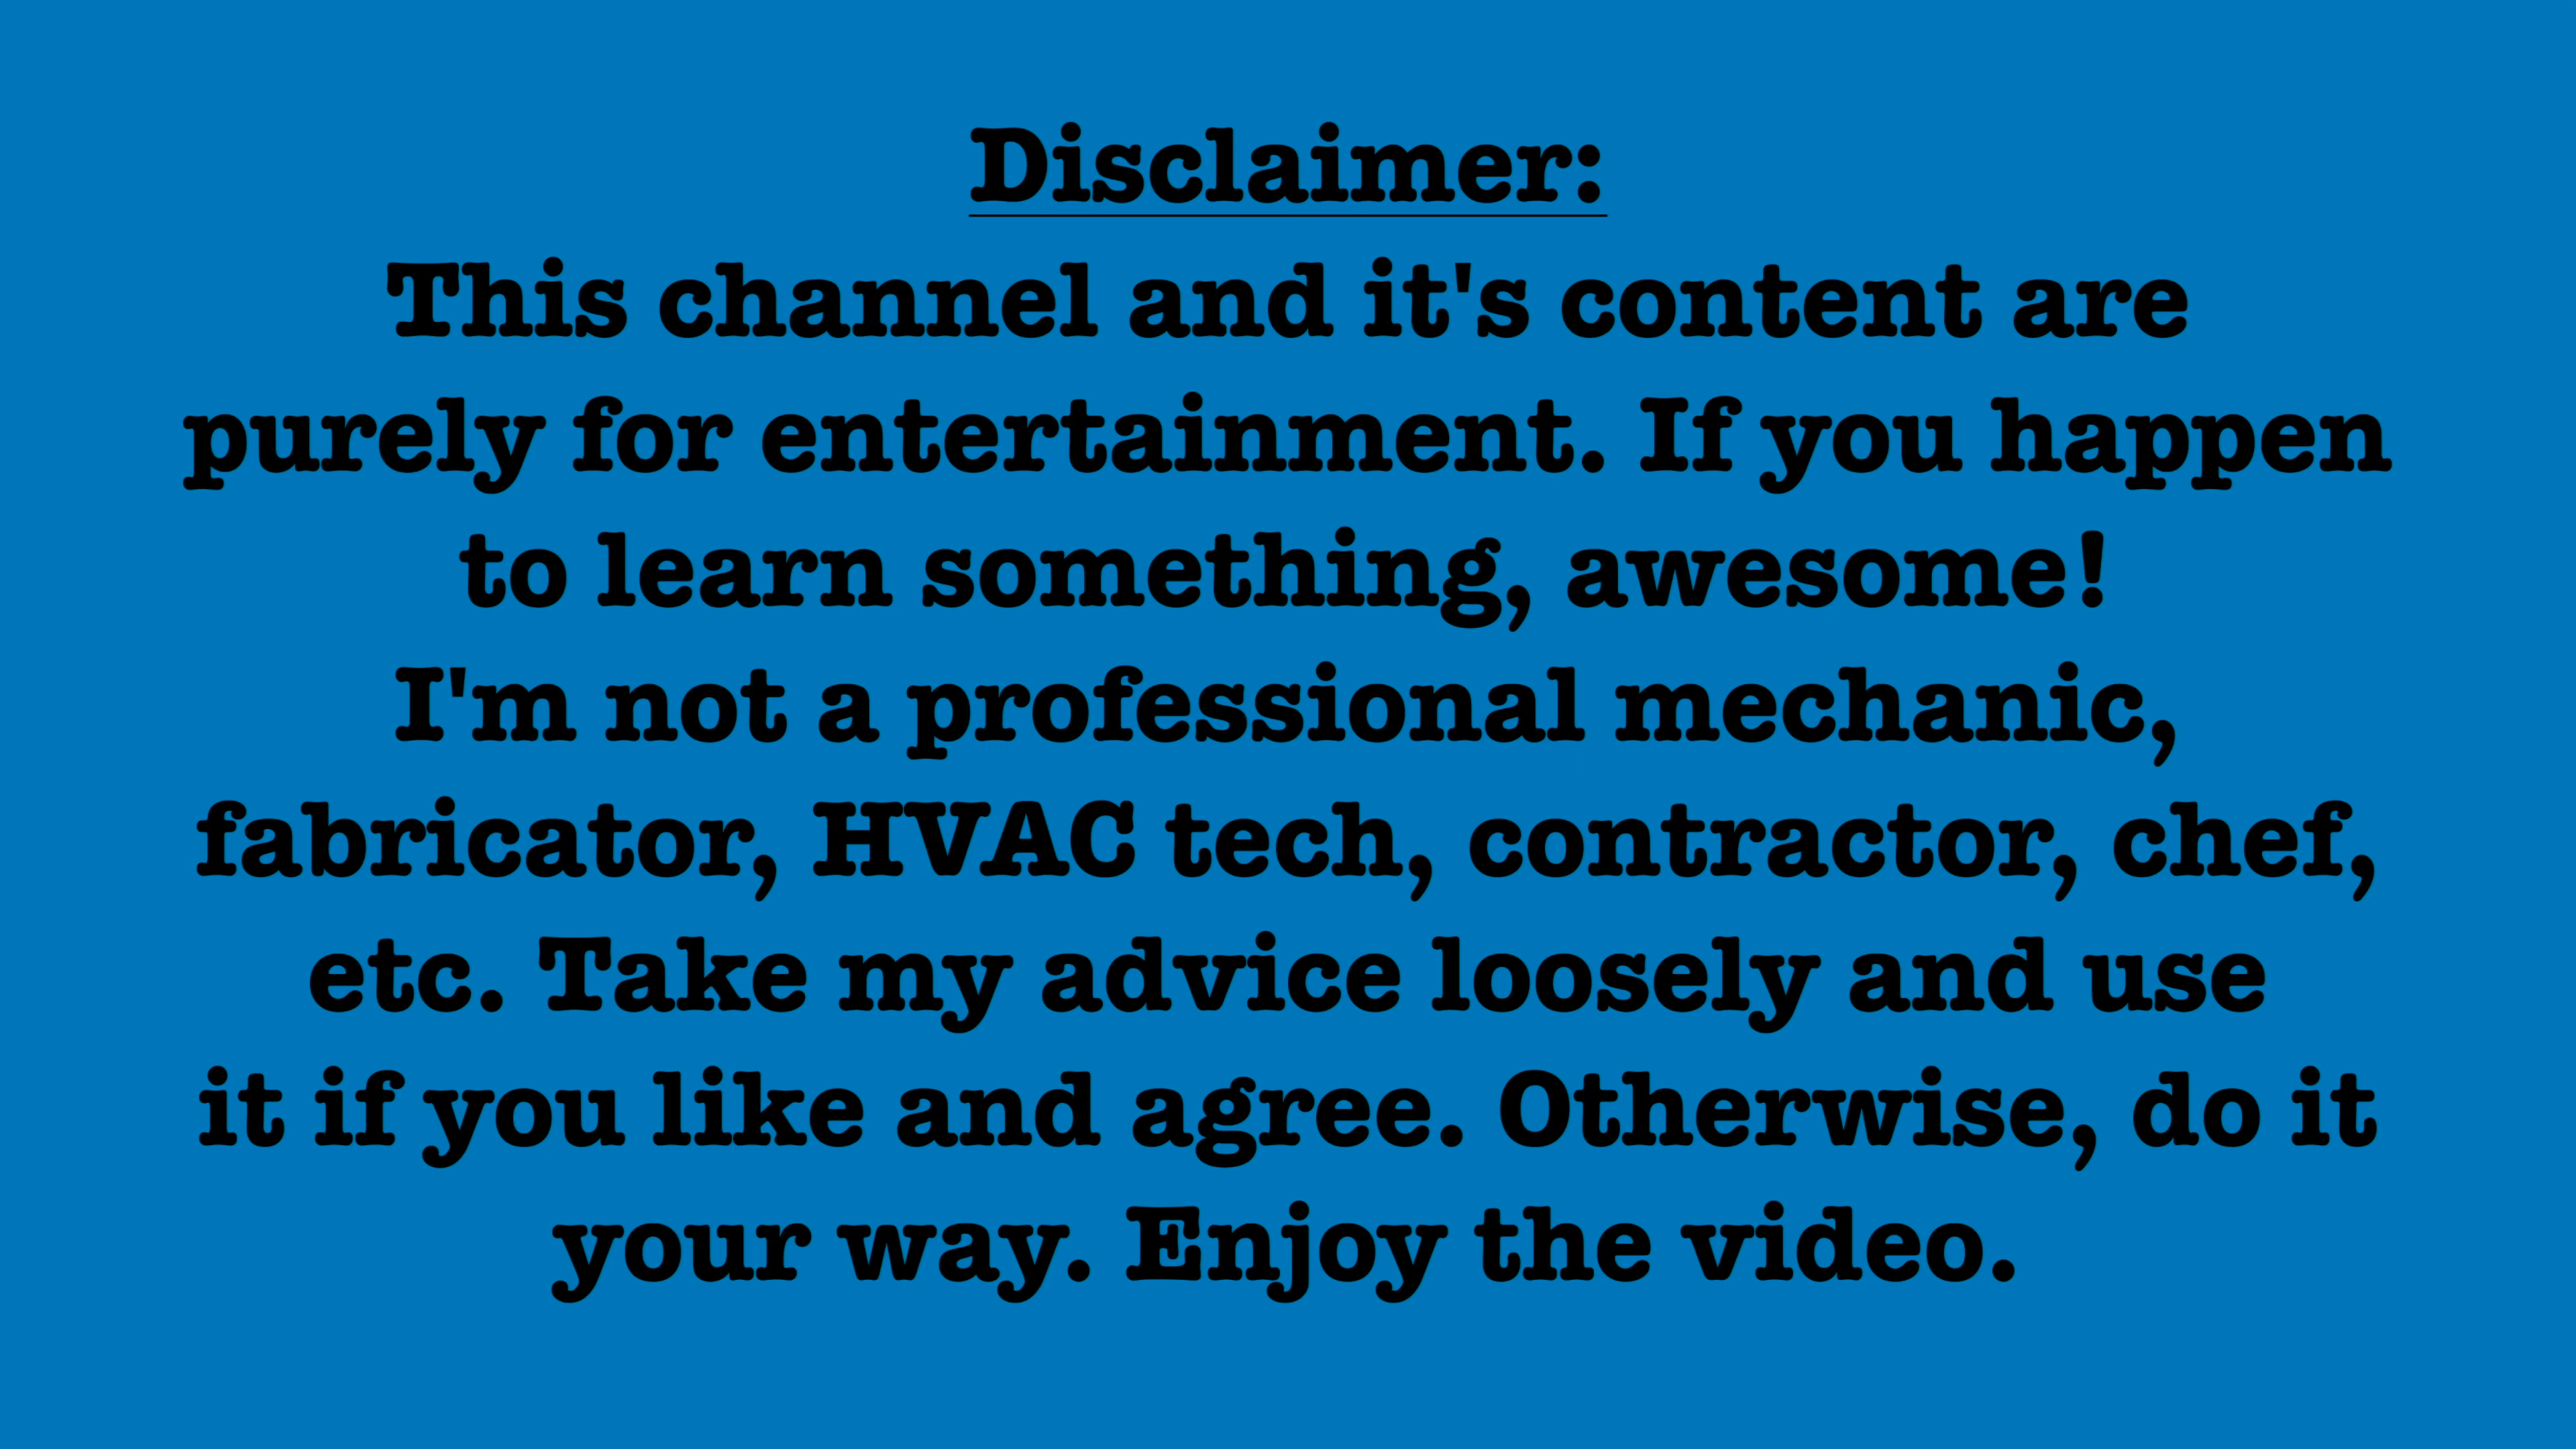 Disclaimer:
This channel and it's content are
purely for entertainment. If you happen
to learn something, awesome!
I'm not a professional mechanic,
fabricator, HVAC tech, contractor, chef,
etc. Take my advice loosely and use
it if you like and agree. Otherwise, do it
your way. Enjoy the video.